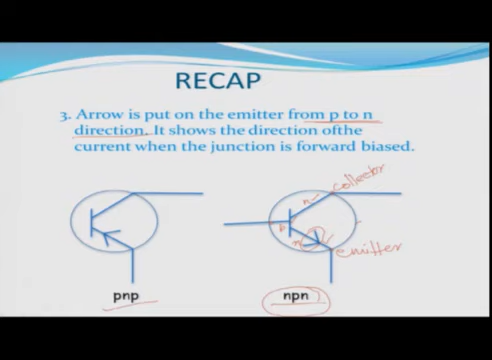 RECAP
3. Arrow is put on the emitter from p to n
direction. It shows the direction ofthe
current when the junction is forward biased.
n
collector
b
n
emitter
pnp
npn